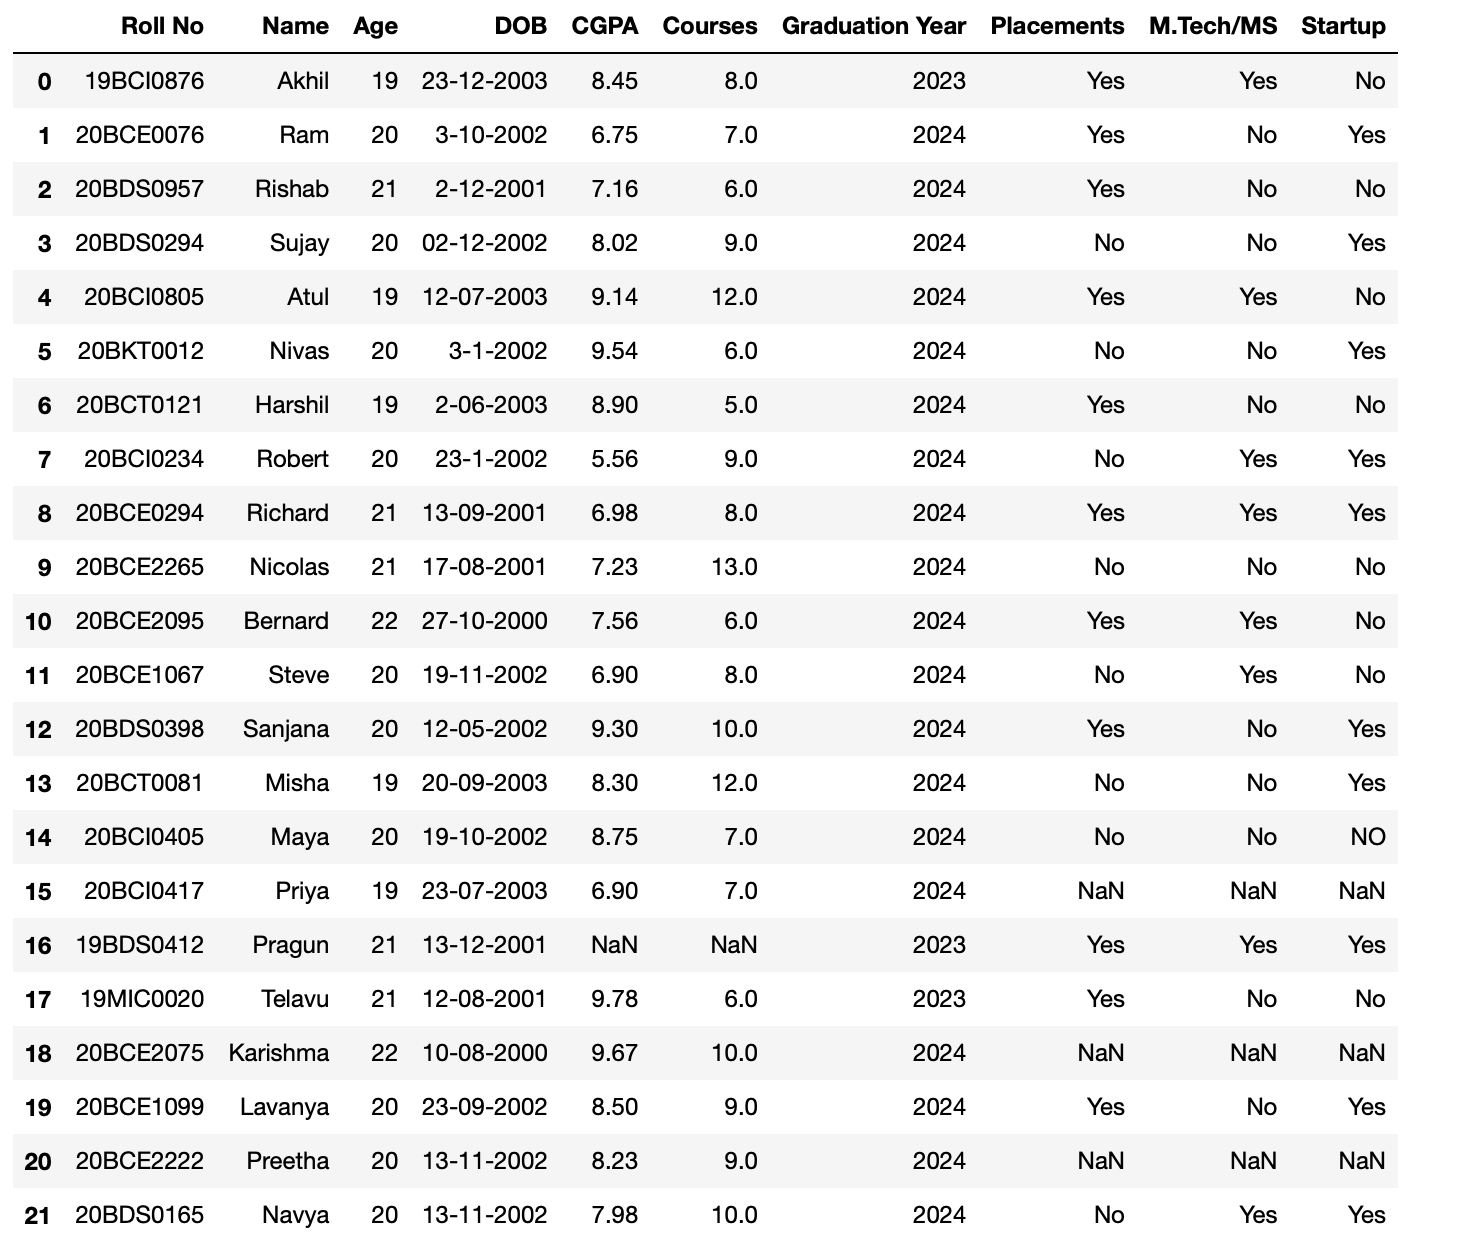 Roll No Name Age DOB CGPA Courses Graduation Year Placements M.Tech/MS Startup
0 19BCI0876 Akhil 19 23-12-2003 8.45 8.0 2023 Yes Yes No
1 20BCE0076 Ram 20 3-10-2002 6.75 7.0 2024 Yes No Yes
2 20BDS0957 Rishab 21 2-12-2001 7.16 6.0 2024 Yes No No
3 20BDS0294 Sujay 20 02-12-2002 8.02 9.0 2024 No No Yes
4 20BCI0805 Atul 19 12-07-2003 9.14 12.0 2024 Yes Yes No
5 20BKT0012 Nivas 20 3-1-2002 9.54 6.0 2024 No No Yes
6 20BCT0121 Harshil 19 2-06-2003 8.90 5.0 2024 Yes No No
7 20BCI0234 Robert 20 23-1-2002 5.56 9.0 2024 No Yes Yes
8 20BCE0294 Richard 21 13-09-2001 6.98 8.0 2024 Yes Yes Yes
9 20BCE2265 Nicolas 21 17-08-2001 7.23 13.0 2024 No No No
10 20BCE2095 Bernard 22 27-10-2000 7.56 6.0 2024 Yes Yes No
11 20BCE1067 Steve 20 19-11-2002 6.90 8.0 2024 No Yes No
12 20BDS0398 Sanjana 20 12-05-2002 9.30 10.0 2024 Yes No Yes
13 20BCT0081 Misha 19 20-09-2003 8.30 12.0 2024 No No Yes
14 20BCI0405 Maya 20 19-10-2002 8.75 7.0 2024 No No NO
15 20BCI0417 Priya 19 23-07-2003 6.90 7.0 2024 NaN NaN NaN
16 19BDS0412 Pragun 21 13-12-2001 NaN NaN 2023 Yes Yes Yes
17 19MIC0020 Telavu 21 12-08-2001 9.78 6.0 2023 Yes No No
18 20BCE2075 Karishma 22 10-08-2000 9.67 10.0 2024 NaN NaN NaN
19 20BCE1099 Lavanya 20 23-09-2002 8.50 9.0 2024 Yes No Yes
20 20BCE2222 Preetha 20 13-11-2002 8.23 9.0 2024 NaN NaN NaN
21 20BDS0165 Navya 20 13-11-2002 7.98 10.0 2024 No Yes Yes